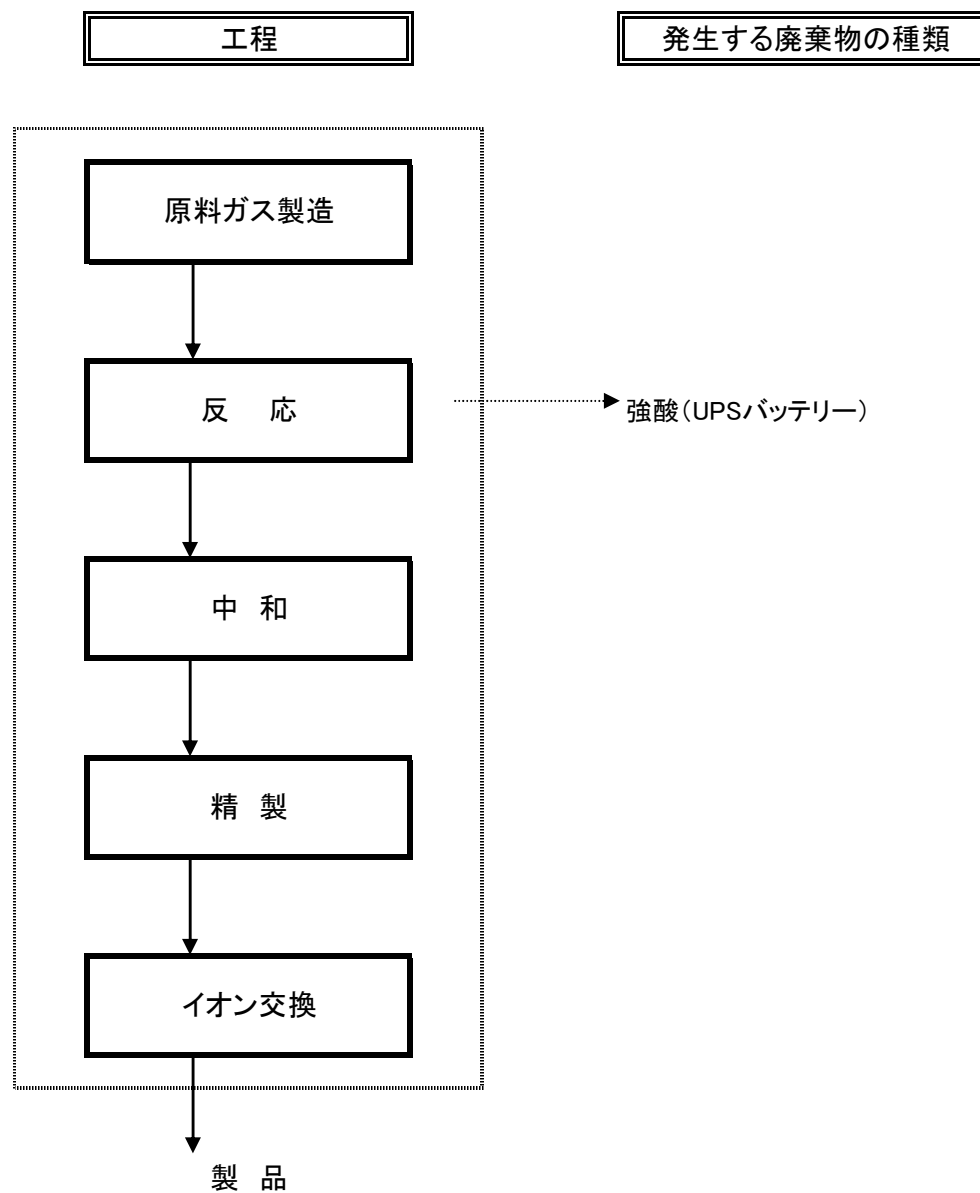 工程
発生する廃棄物の種類
原料ガス製造
反 応
強酸（UPSバッテリー）
中 和
精 製
イオン交換
製 品